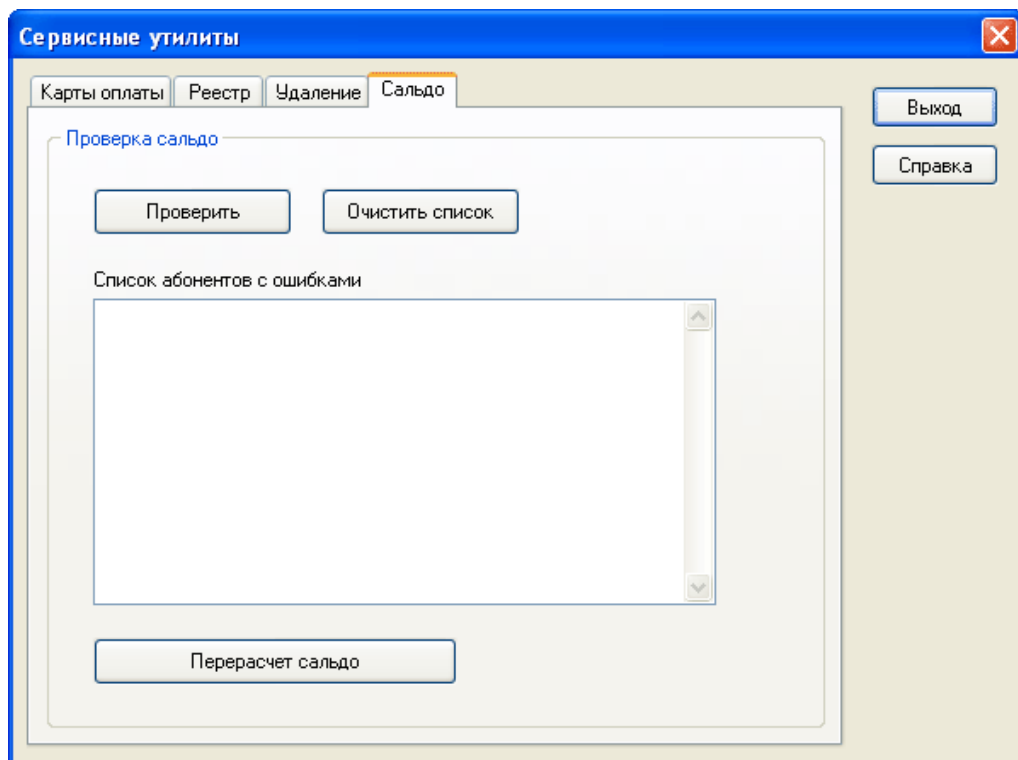 Сервисные утилиты
Карты оплаты Реестр Удаление Сальдо
Выход
Проверка сальдо
Справка
Проверить Очистить список
Список абонентов с ошибками
Перерасчет сальдо